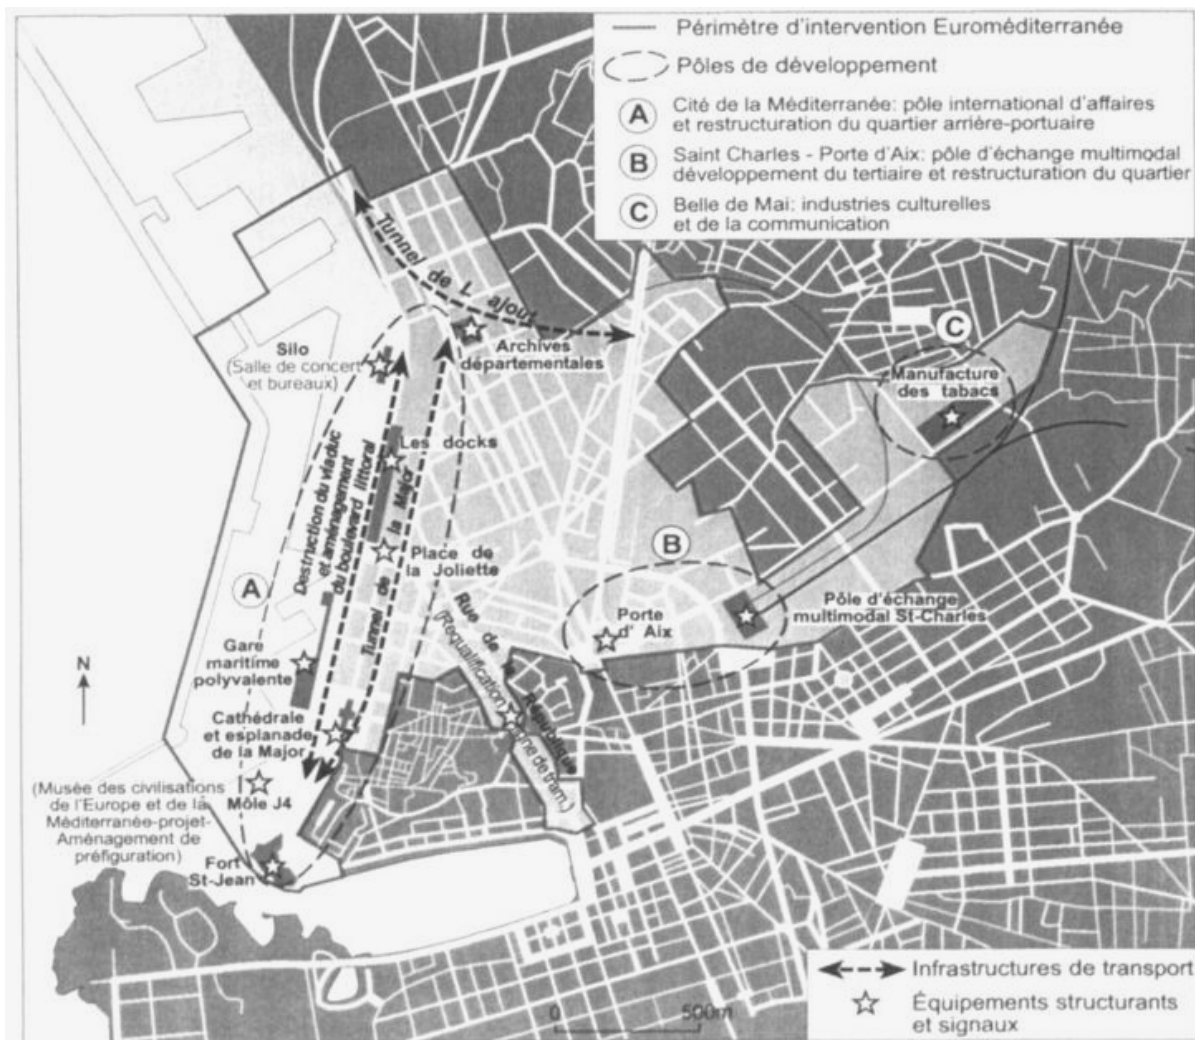 Périmètre d'intervention Euroméditerranée
Pôles de développement
A Cité de la Méditerranée: pôle international d'affaires
et restructuration du quartier arrière-portuaire
B Saint Charles - Porte d'Aix: pôle d'échange multimodal
développement du tertiaire et restructuration du quartier
C Belle de Mai: industries culturelles
et de la communication
Tunnel de L ajout
Archives
départementales
Silo
(Salle de concert
et bureaux)
C
Manufacture
des tabacs
Les docks
Destruction du viaduc
et aménagement
du boulevard littoral
Tunnel de la Major
Place de
la Joliette
A
B
Porte
d' Aix
Pôle d'échange
multimodal St-Charles
Rue de la République
(Requalification
de tram.)
N
Gare
maritime
polyvalente
Cathédrale
et esplanade
de la Major
Môle J4
(Musée des civilisations
de l'Europe et de la
Méditerranée-projet-
Aménagement de
préfiguration)
Fort
St-Jean
0 500m
Infrastructures de transport
Équipements structurants
et signaux